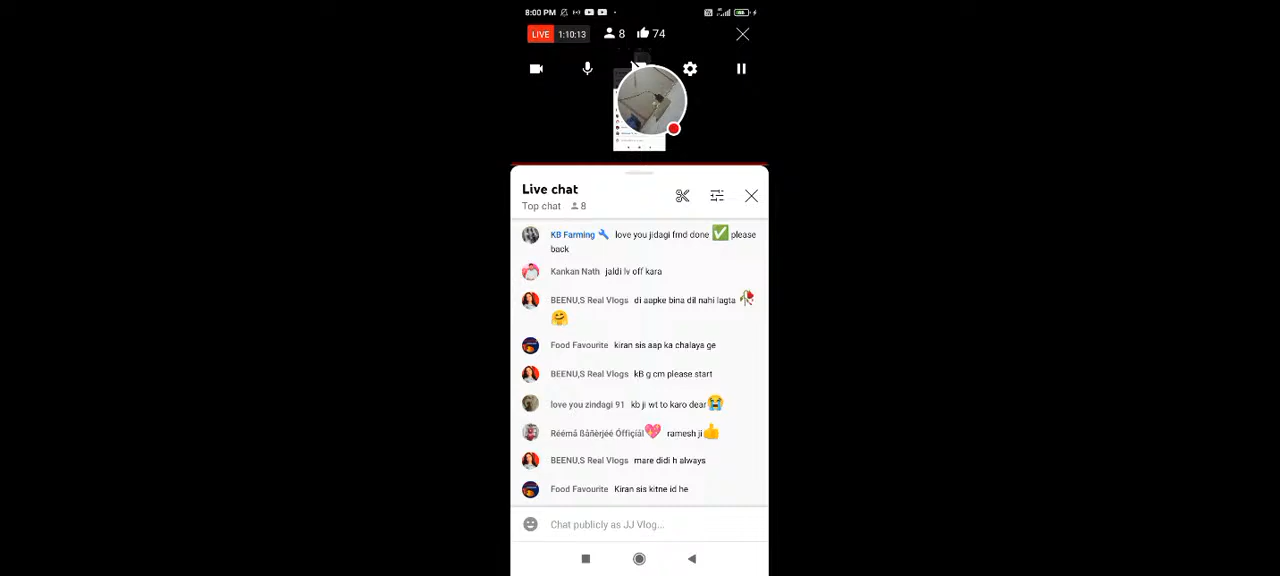 8:00 PM
LIVE 1:10:13 8 74
Live chat
Top chat 8
KB Farming love you jidagi frnd done ✅ please
back
Kankan Nath jaldi lv off kara
BEENU,S Real Vlogs di aapke bina dil nahi lagta 🥀
🤗
Food Favourite kiran sis aap ka chalaya ge
BEENU,S Real Vlogs kB g cm please start
love you zindagi 91 kb ji wt to karo dear😭
Réémå ßåñèrjéé Óffíçíàl💖 ramesh ji👍
BEENU,S Real Vlogs mare didi h always
Food Favourite Kiran sis kitne id he
Chat publicly as JJ Vlog...